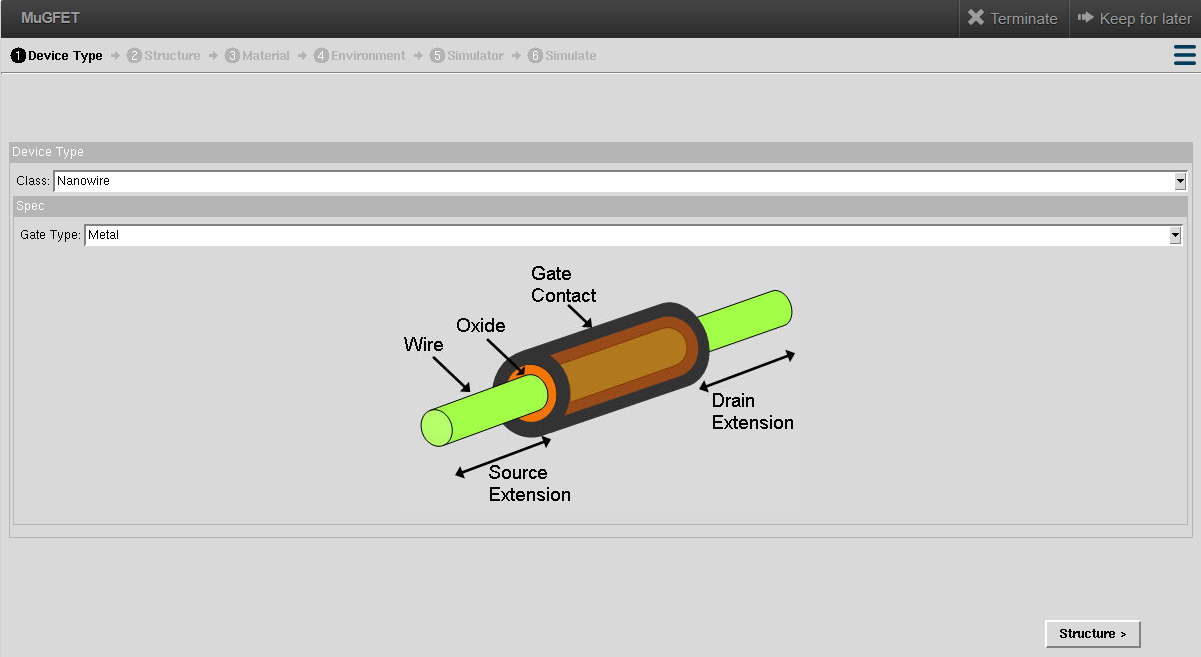 MuGFET
Terminate
Keep for later
1 Device Type 2 Structure 3 Material 4 Environment 5 Simulator 6 Simulate
Device Type
Class: Nanowire
Spec
Gate Type: Metal
Gate
Contact
Oxide
Wire
Drain
Extension
Source
Extension
Structure >